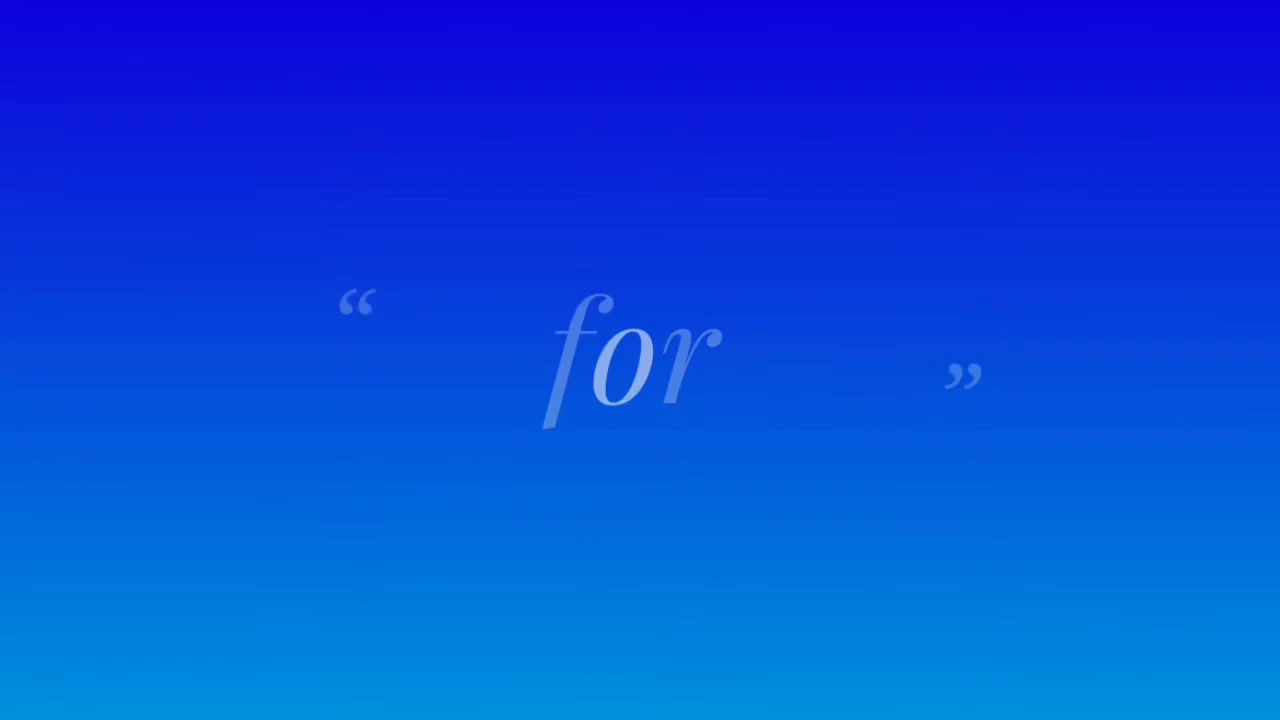 “ for ”